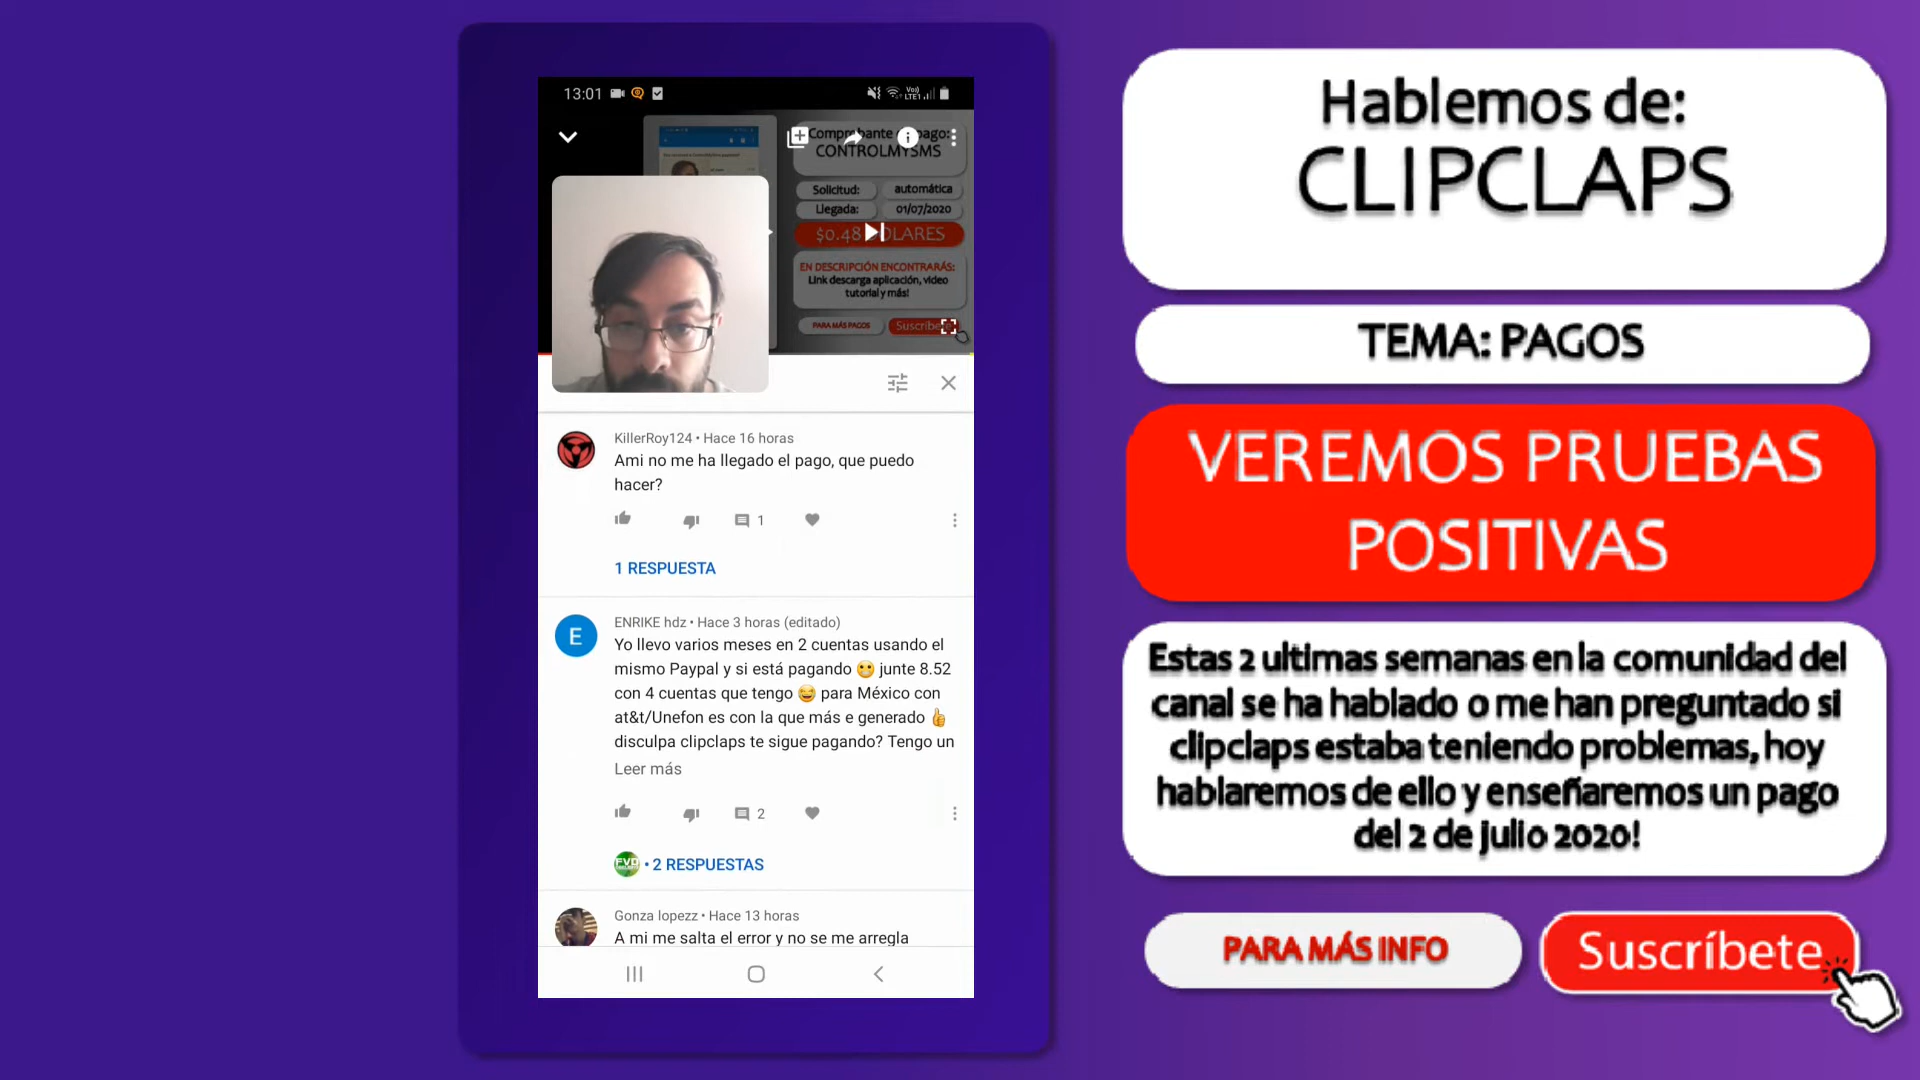 13:01
Comprobante pago:
CONTROLMYSMS
Solicitud: automática
Llegada: 01/07/2020
EN DESCRIPCIÓN ENCONTRARÁS:
Link descarga aplicación, video
tutorial y más!
PARA MÁS PAGOS
KillerRoy124 • Hace 16 horas
Ami no me ha llegado el pago, que puedo
hacer?
1
1 RESPUESTA
E
ENRIKE hdz • Hace 3 horas (editado)
Yo llevo varios meses en 2 cuentas usando el
mismo Paypal y si está pagando 😬 junte 8.52
con 4 cuentas que tengo 😂 para México con
at&t/Unefon es con la que más e generado 👍
disculpa clipclaps te sigue pagando? Tengo un
Leer más
2
FVD
• 2 RESPUESTAS
Gonza lopezz • Hace 13 horas
A mi me salta el error y no se me arregla
Hablemos de:
CLIPCLAPS
TEMA: PAGOS
VEREMOS PRUEBAS
POSITIVAS
Estas 2 ultimas semanas en la comunidad del
canal se ha hablado o me han preguntado si
clipclaps estaba teniendo problemas, hoy
hablaremos de ello y enseñaremos un pago
del 2 de julio 2020!
PARA MÁS INFO
Suscríbete